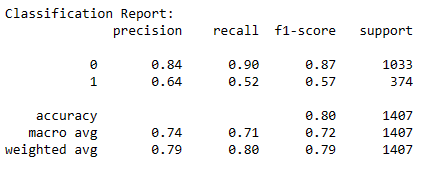 Classification Report:
precision recall f1-score support
0 0.84 0.90 0.87 1033
1 0.64 0.52 0.57 374
accuracy 0.80 1407
macro avg 0.74 0.71 0.72 1407
weighted avg 0.79 0.80 0.79 1407